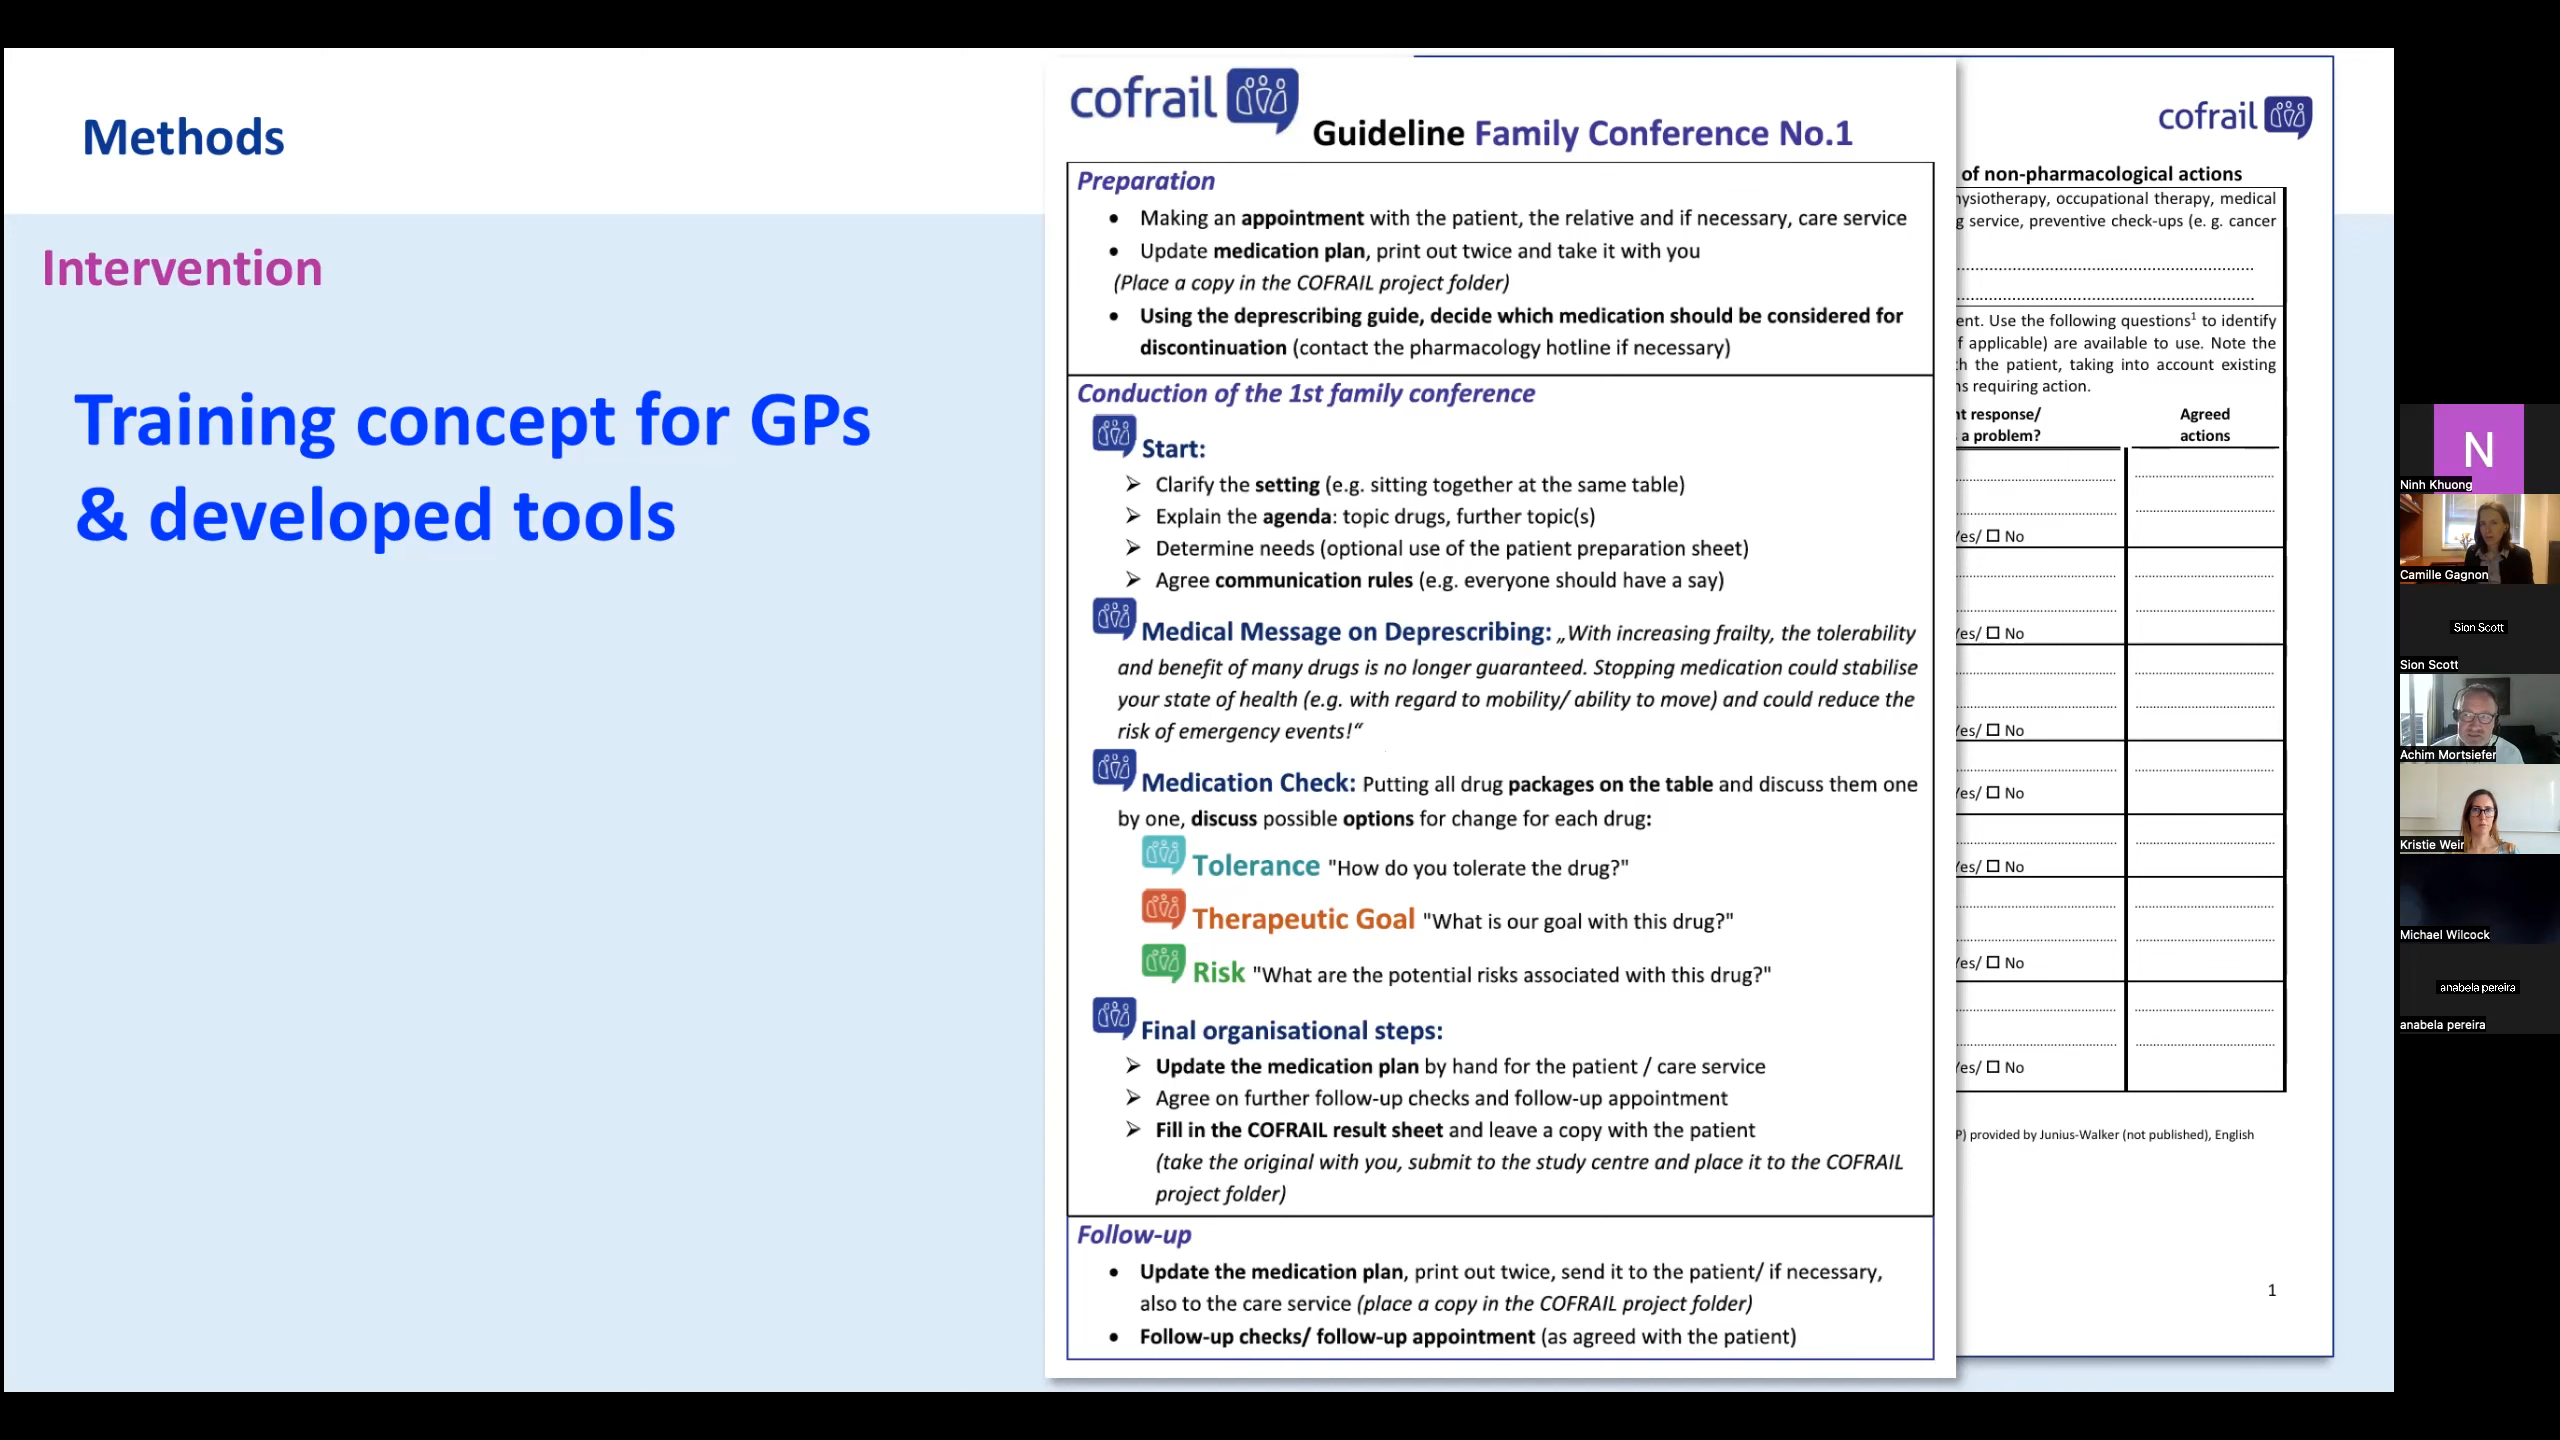 Methods
Intervention
Training concept for GPs
& developed tools
cofrail
Guideline Family Conference No.1
Preparation
• Making an appointment with the patient, the relative and if necessary, care service
• Update medication plan, print out twice and take it with you
(Place a copy in the COFRAIL project folder)
• Using the deprescribing guide, decide which medication should be considered for
discontinuation (contact the pharmacology hotline if necessary)
Conduction of the 1st family conference
Start:
➢ Clarify the setting (e.g. sitting together at the same table)
➢ Explain the agenda: topic drugs, further topic(s)
➢ Determine needs (optional use of the patient preparation sheet)
➢ Agree communication rules (e.g. everyone should have a say)
Medical Message on Deprescribing: „With increasing frailty, the tolerability
and benefit of many drugs is no longer guaranteed. Stopping medication could stabilise
your state of health (e.g. with regard to mobility/ ability to move) and could reduce the
risk of emergency events!“
Medication Check: Putting all drug packages on the table and discuss them one
by one, discuss possible options for change for each drug:
Tolerance "How do you tolerate the drug?"
Therapeutic Goal "What is our goal with this drug?"
Risk "What are the potential risks associated with this drug?"
Final organisational steps:
➢ Update the medication plan by hand for the patient / care service
➢ Agree on further follow-up checks and follow-up appointment
➢ Fill in the COFRAIL result sheet and leave a copy with the patient
(take the original with you, submit to the study centre and place it to the COFRAIL
project folder)
Follow-up
• Update the medication plan, print out twice, send it to the patient/ if necessary,
also to the care service (place a copy in the COFRAIL project folder)
• Follow-up checks/ follow-up appointment (as agreed with the patient)
cofrail
of non-pharmacological actions
ysiotherapy, occupational therapy, medical
service, preventive check-ups (e. g. cancer
ent. Use the following questions1 to identify
f applicable) are available to use. Note the
h the patient, taking into account existing
ns requiring action.
nt response/
a problem?
Agreed
actions
Yes/ ☐ No
Yes/ ☐ No
Yes/ ☐ No
Yes/ ☐ No
Yes/ ☐ No
Yes/ ☐ No
Yes/ ☐ No
P) provided by Junius-Walker (not published), English
1
N
Ninh Khuong
Camille Gagnon
Sion Scott
Sion Scott
Achim Mortsiefer
Kristie Weir
Michael Wilcock
anabela pereira
anabela pereira